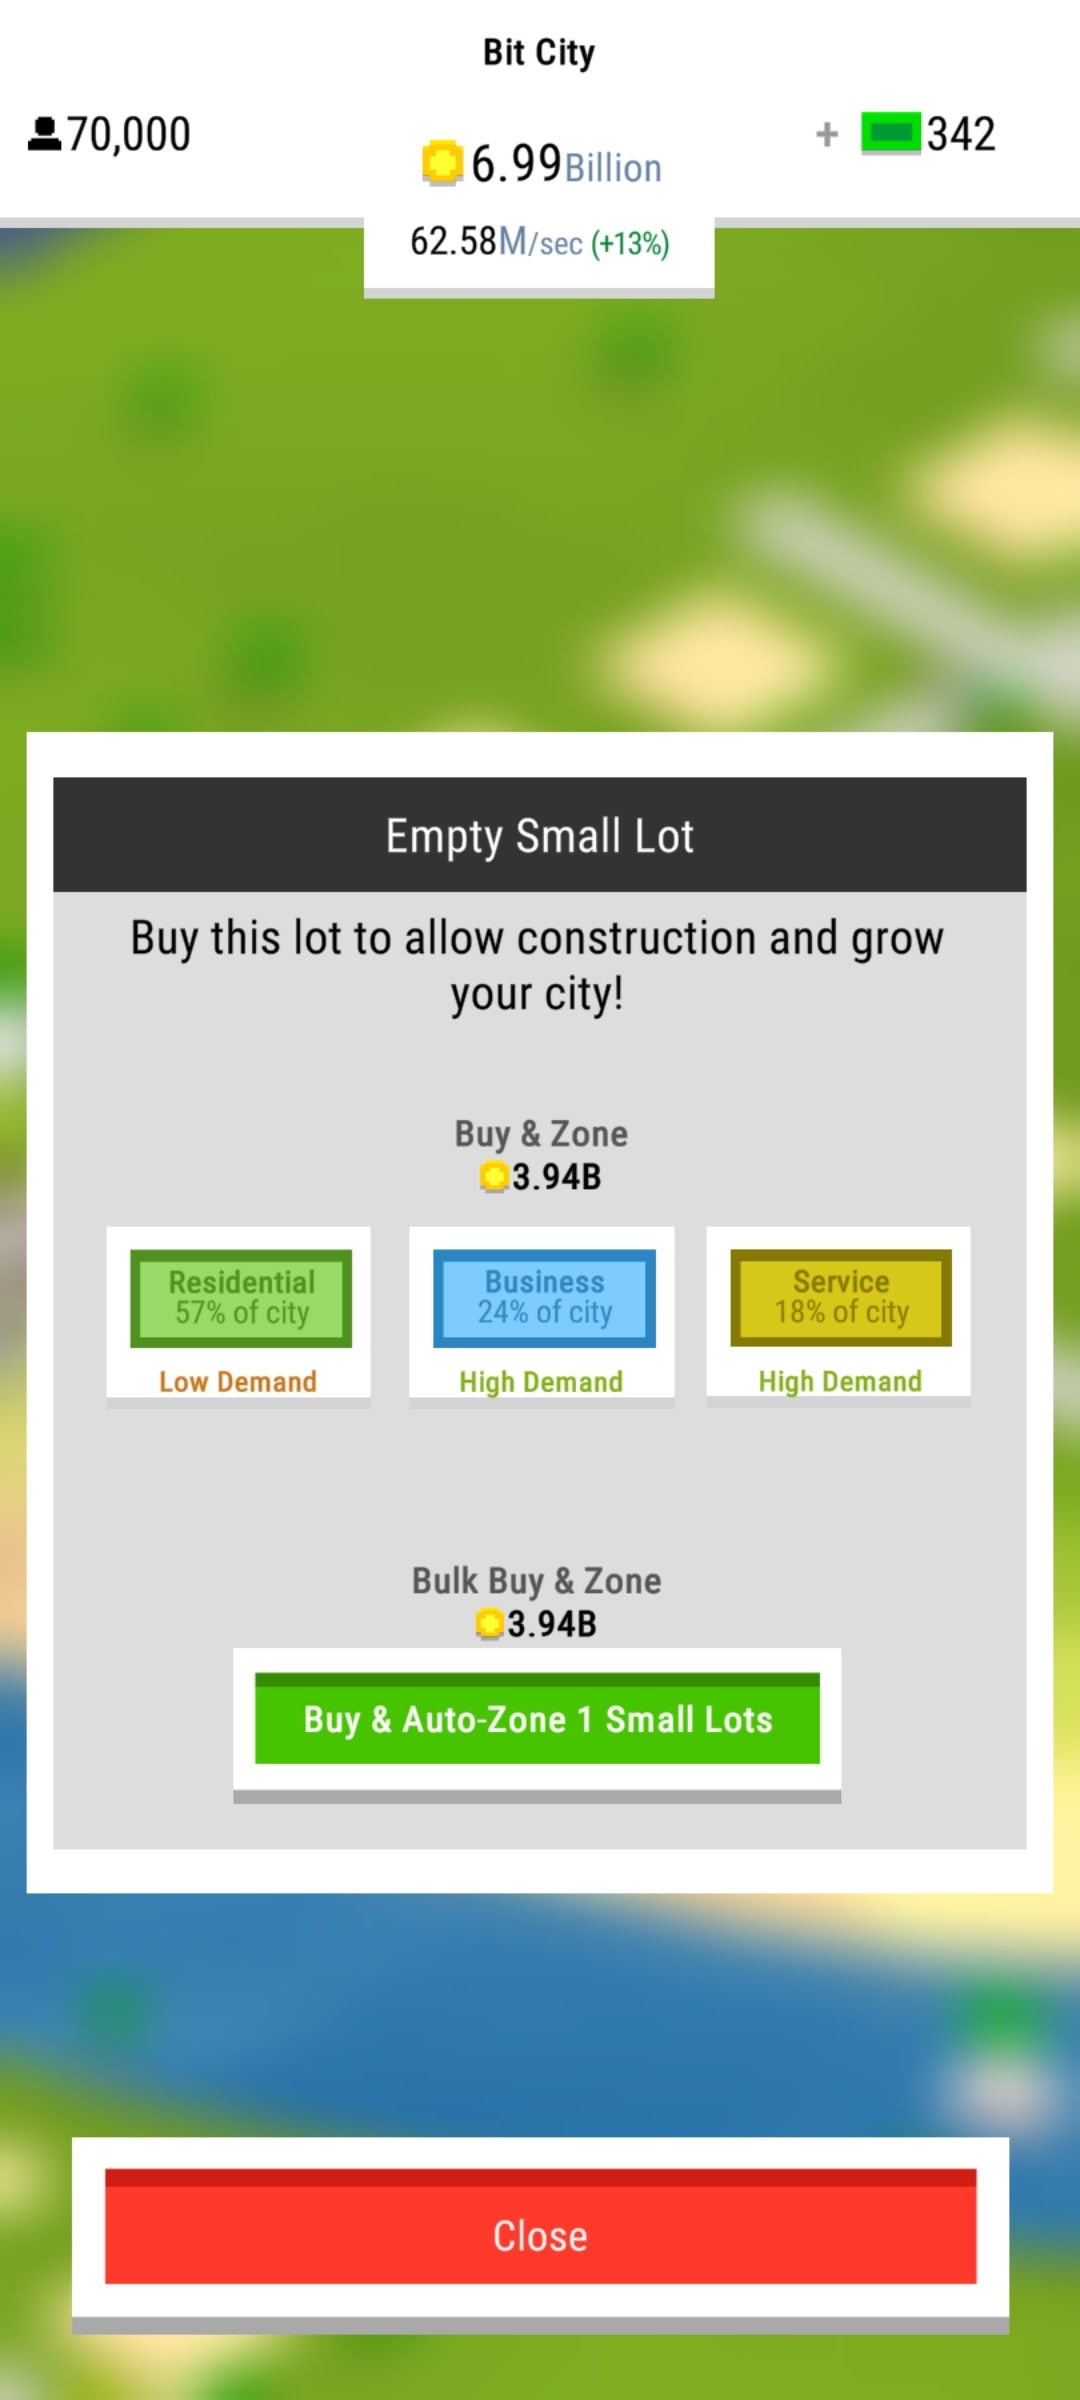 Bit City
70,000
6.99Billion
+ 342
62.58M/sec (+13%)
Empty Small Lot
Buy this lot to allow construction and grow
your city!
Buy & Zone
3.94B
Residential
57% of city
Low Demand
Business
24% of city
High Demand
Service
18% of city
High Demand
Bulk Buy & Zone
3.94B
Buy & Auto-Zone 1 Small Lots
Close